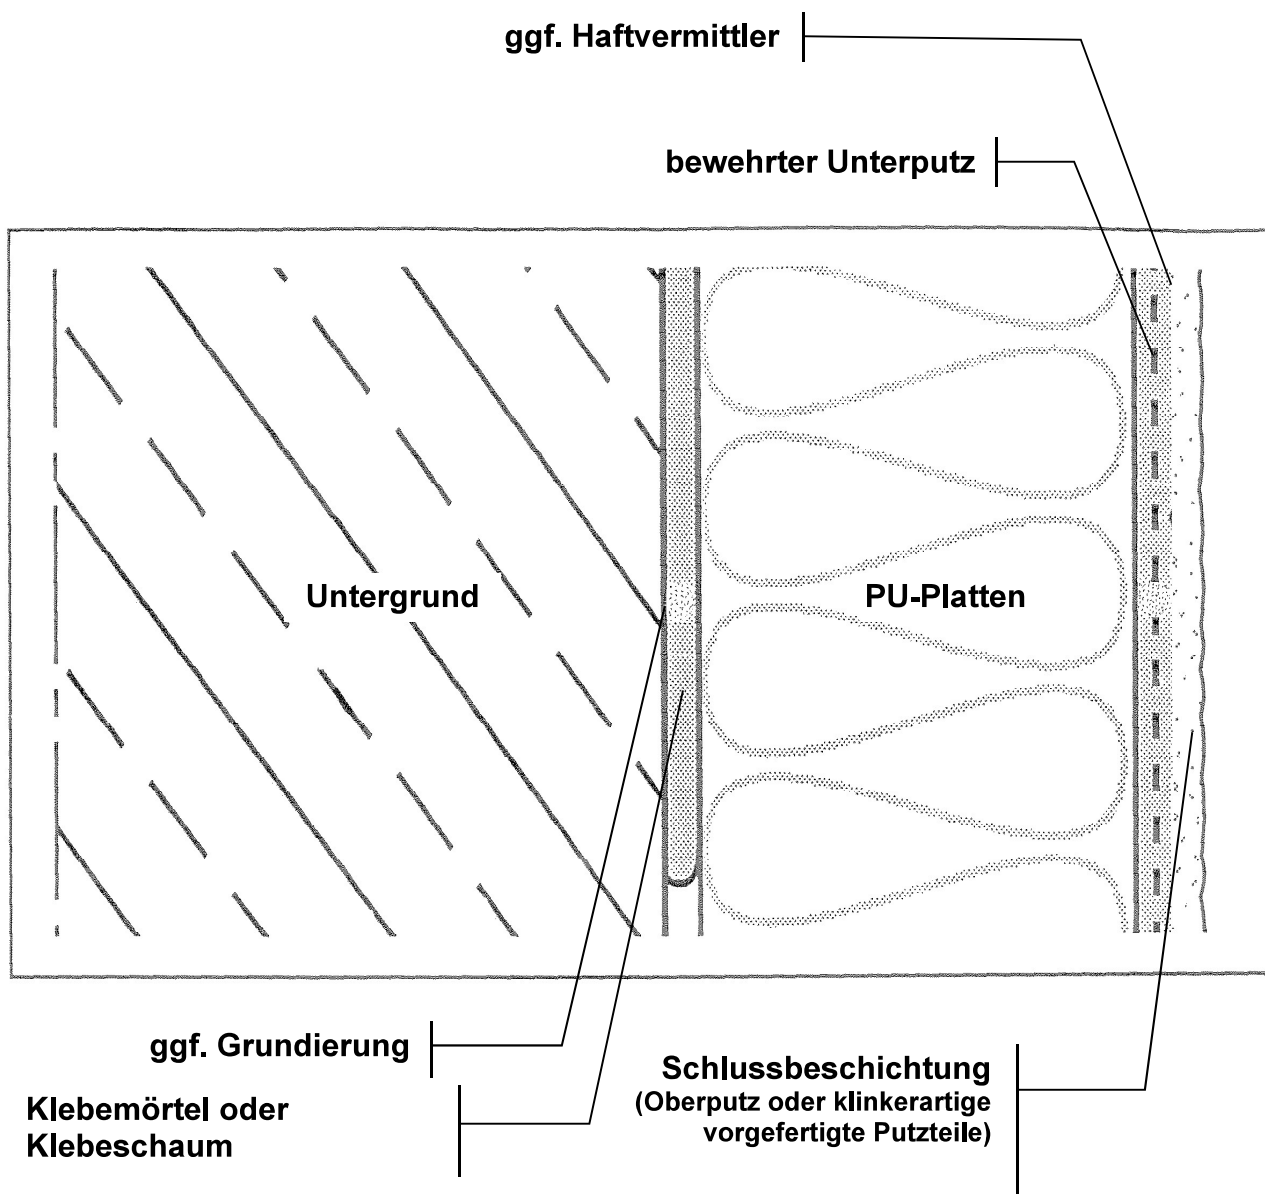 ggf. Haftvermittler
bewehrter Unterputz
Untergrund
PU-Platten
ggf. Grundierung
Klebemörtel oder
Klebeschaum
Schlussbeschichtung
(Oberputz oder klinkerartige
vorgefertigte Putzteile)